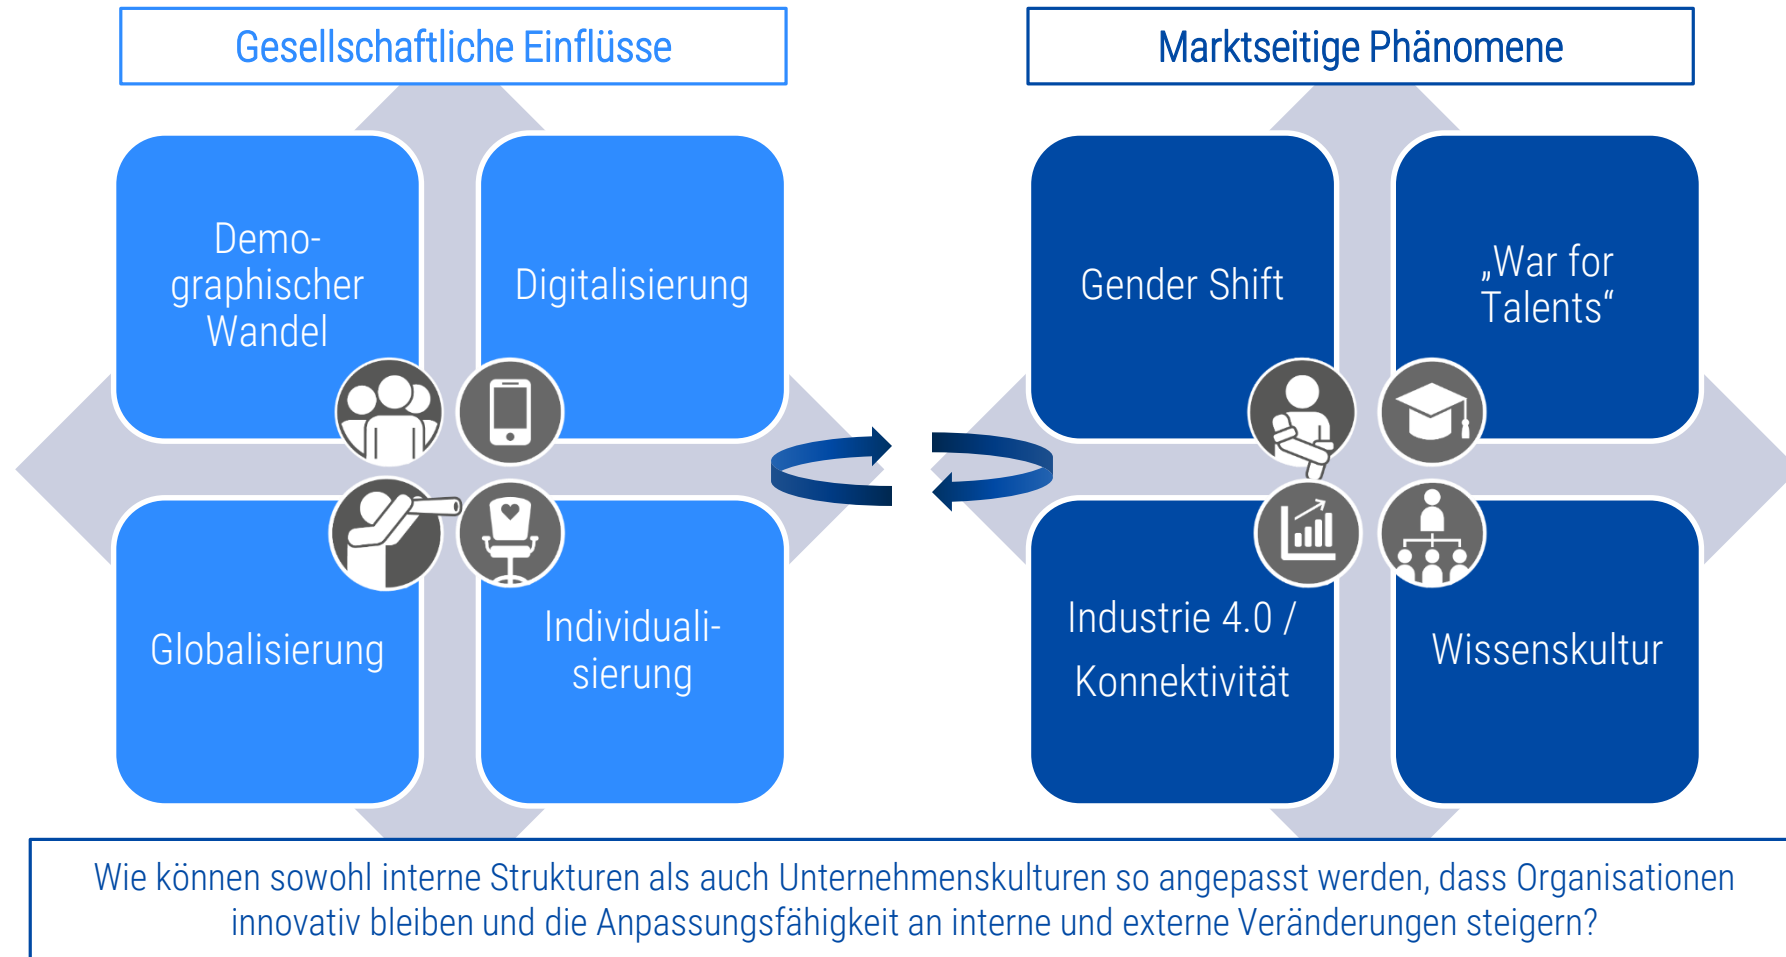 Gesellschaftliche Einflüsse
Marktseitige Phänomene
Demo-
graphischer
Wandel
Digitalisierung
Globalisierung
Individuali-
sierung
Gender Shift
„War for
Talents“
Industrie 4.0 /
Konnektivität
Wissenskultur
Wie können sowohl interne Strukturen als auch Unternehmenskulturen so angepasst werden, dass Organisationen
innovativ bleiben und die Anpassungsfähigkeit an interne und externe Veränderungen steigern?